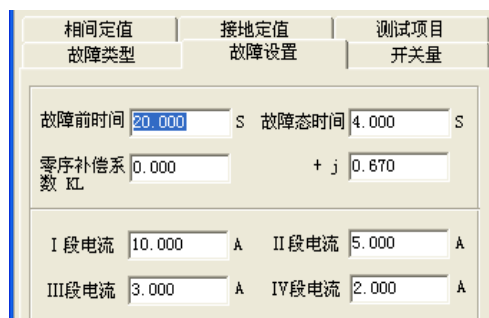 相间定值 接地定值 测试项目
故障类型 故障设置 开关量
故障前时间 20.000 S 故障态时间 4.000 S
零序补偿系数 KL 0.000 + j 0.670
I 段电流 10.000 A II 段电流 5.000 A
III段电流 3.000 A IV段电流 2.000 A